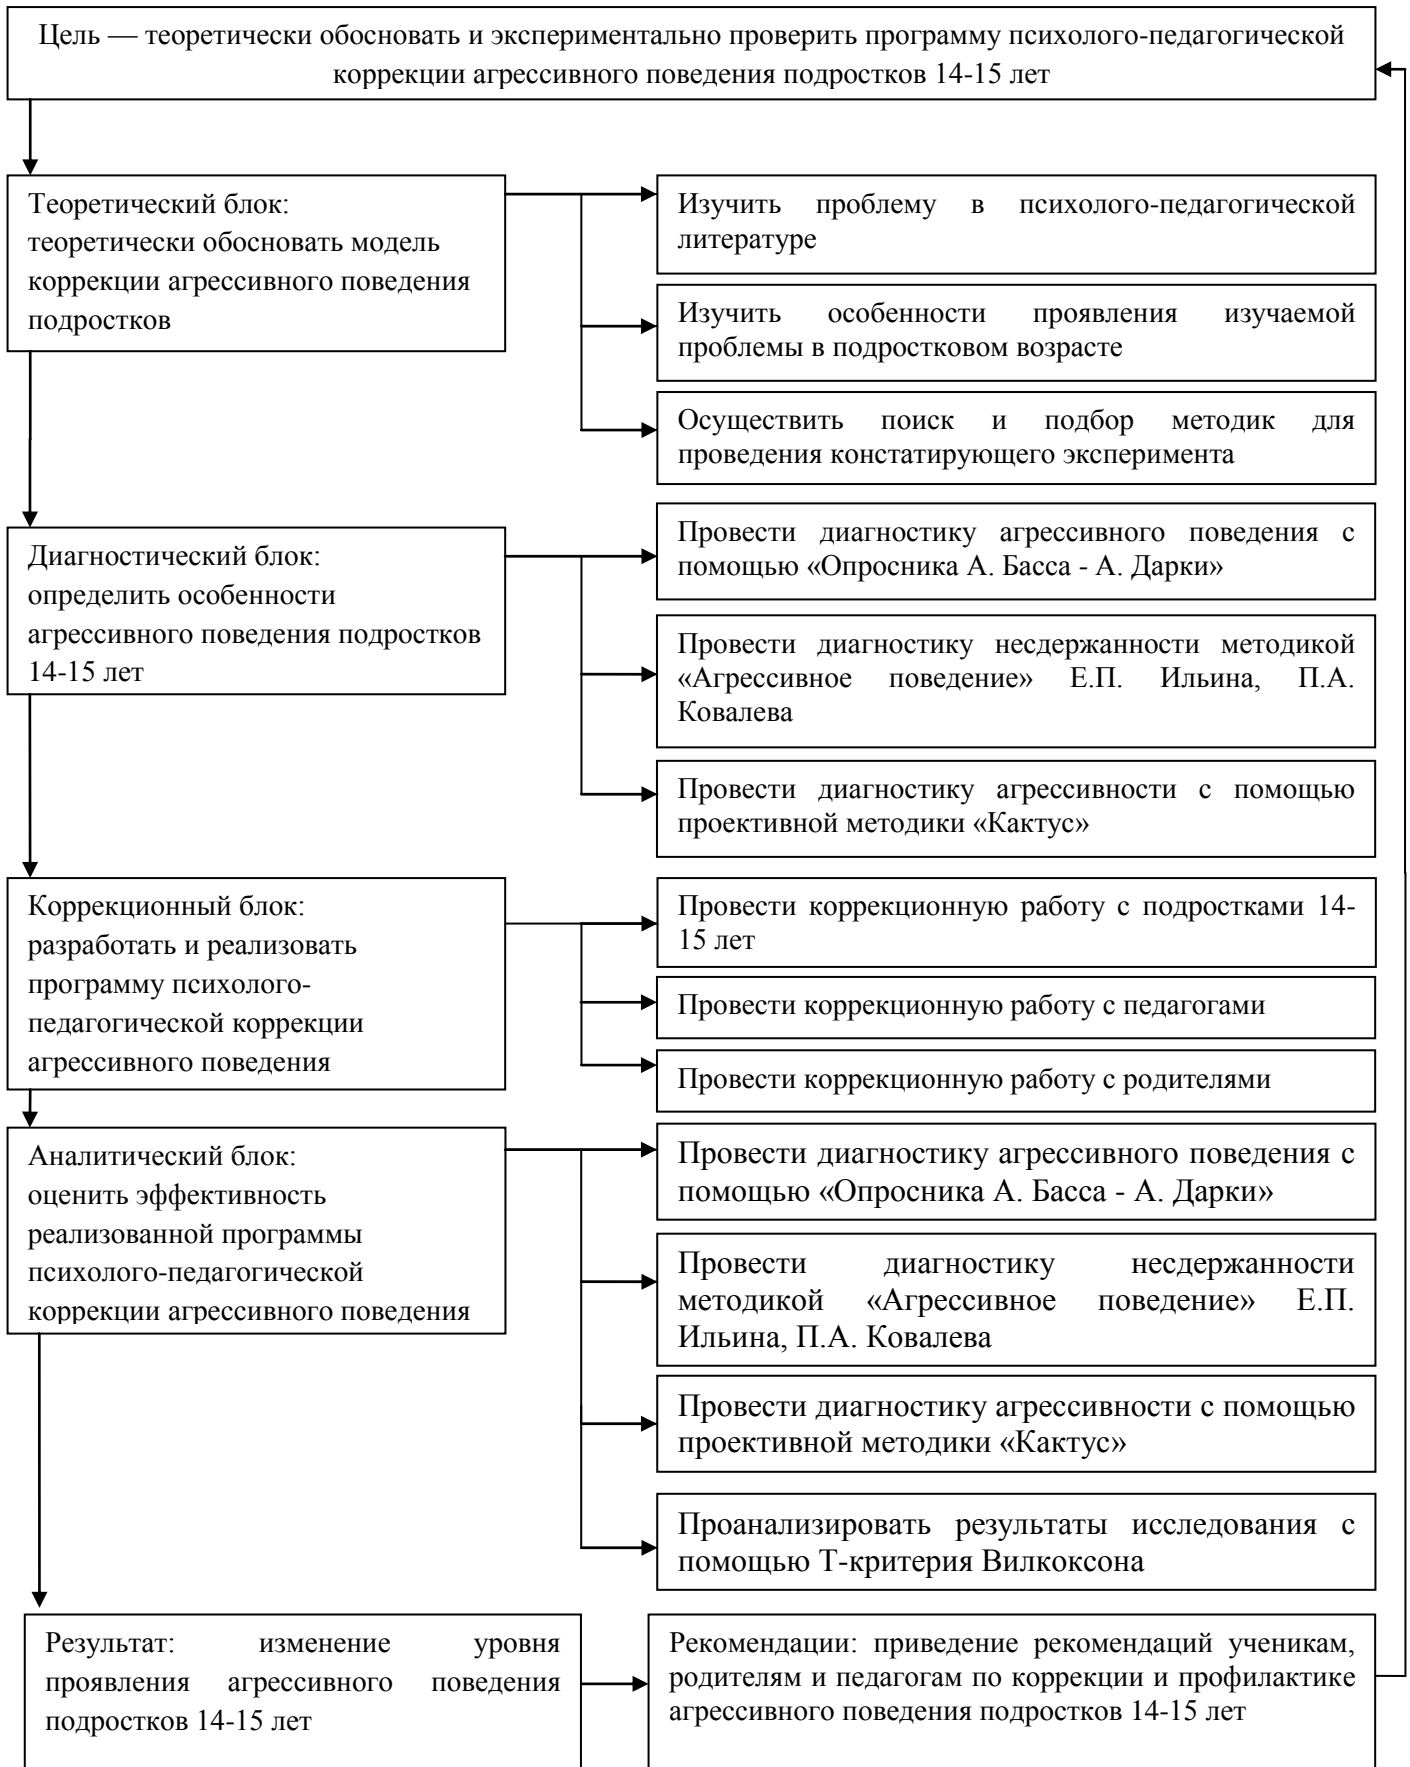 Цель — теоретически обосновать и экспериментально проверить программу психолого-педагогической
коррекции агрессивного поведения подростков 14-15 лет
Теоретический блок:
теоретически обосновать модель
коррекции агрессивного поведения
подростков
Изучить проблему в психолого-педагогической
литературе
Изучить особенности проявления изучаемой
проблемы в подростковом возрасте
Осуществить поиск и подбор методик для
проведения констатирующего эксперимента
Диагностический блок:
определить особенности
агрессивного поведения подростков
14-15 лет
Провести диагностику агрессивного поведения с
помощью «Опросника А. Басса - А. Дарки»
Провести диагностику несдержанности методикой
«Агрессивное поведение» Е.П. Ильина, П.А.
Ковалева
Провести диагностику агрессивности с помощью
проективной методики «Кактус»
Коррекционный блок:
разработать и реализовать
программу психолого-
педагогической коррекции
агрессивного поведения
Провести коррекционную работу с подростками 14-
15 лет
Провести коррекционную работу с педагогами
Провести коррекционную работу с родителями
Аналитический блок:
оценить эффективность
реализованной программы
психолого-педагогической
коррекции агрессивного поведения
Провести диагностику агрессивного поведения с
помощью «Опросника А. Басса - А. Дарки»
Провести диагностику несдержанности
методикой «Агрессивное поведение» Е.П.
Ильина, П.А. Ковалева
Провести диагностику агрессивности с помощью
проективной методики «Кактус»
Проанализировать результаты исследования с
помощью Т-критерия Вилкоксона
Результат: изменение уровня
проявления агрессивного поведения
подростков 14-15 лет
Рекомендации: приведение рекомендаций ученикам,
родителям и педагогам по коррекции и профилактике
агрессивного поведения подростков 14-15 лет